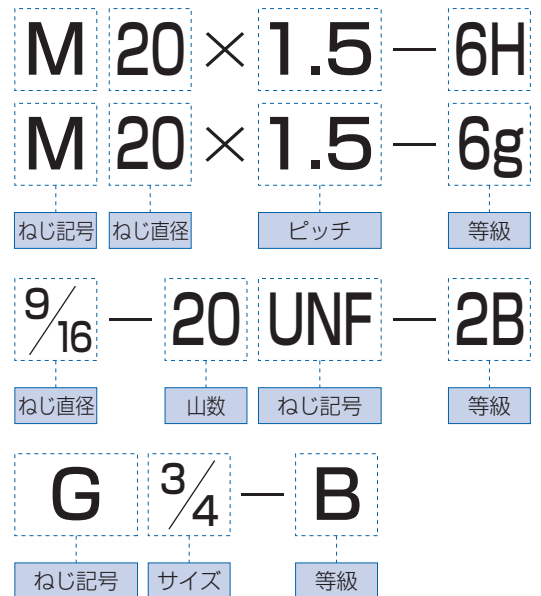 M 20 × 1.5 － 6H
M 20 × 1.5 － 6g
ねじ記号 ねじ直径 ピッチ 等級
9/16 － 20 UNF － 2B
ねじ直径 山数 ねじ記号 等級
G 3/4 － B
ねじ記号 サイズ 等級